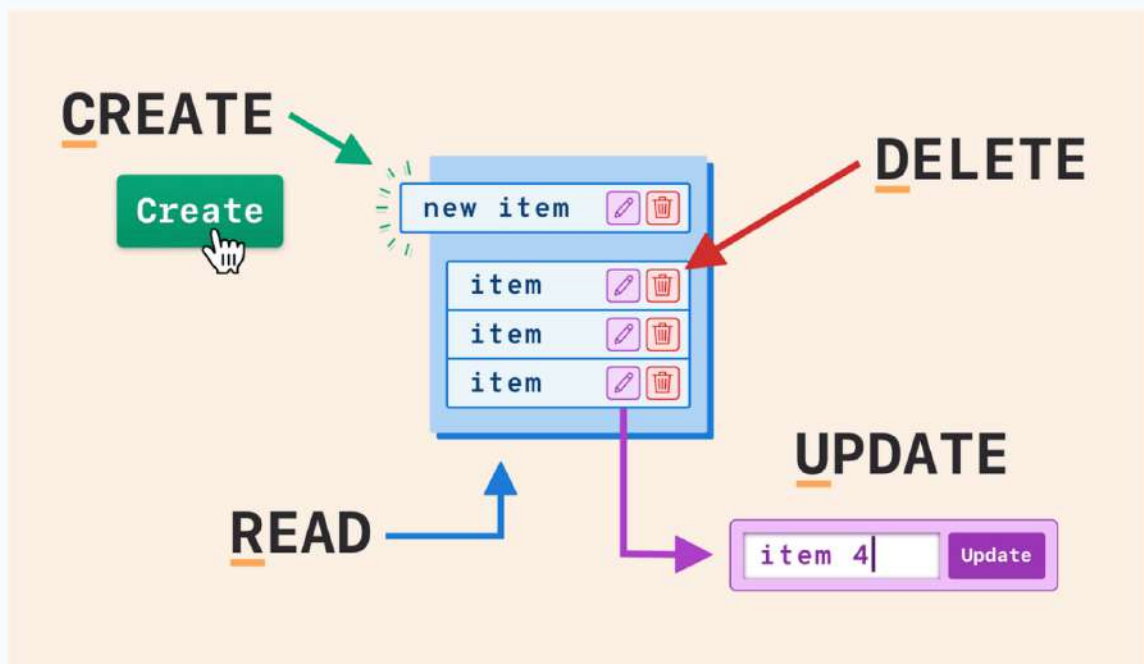 CREATE
Create
new item
DELETE
item
item
item
READ
UPDATE
item 4
Update